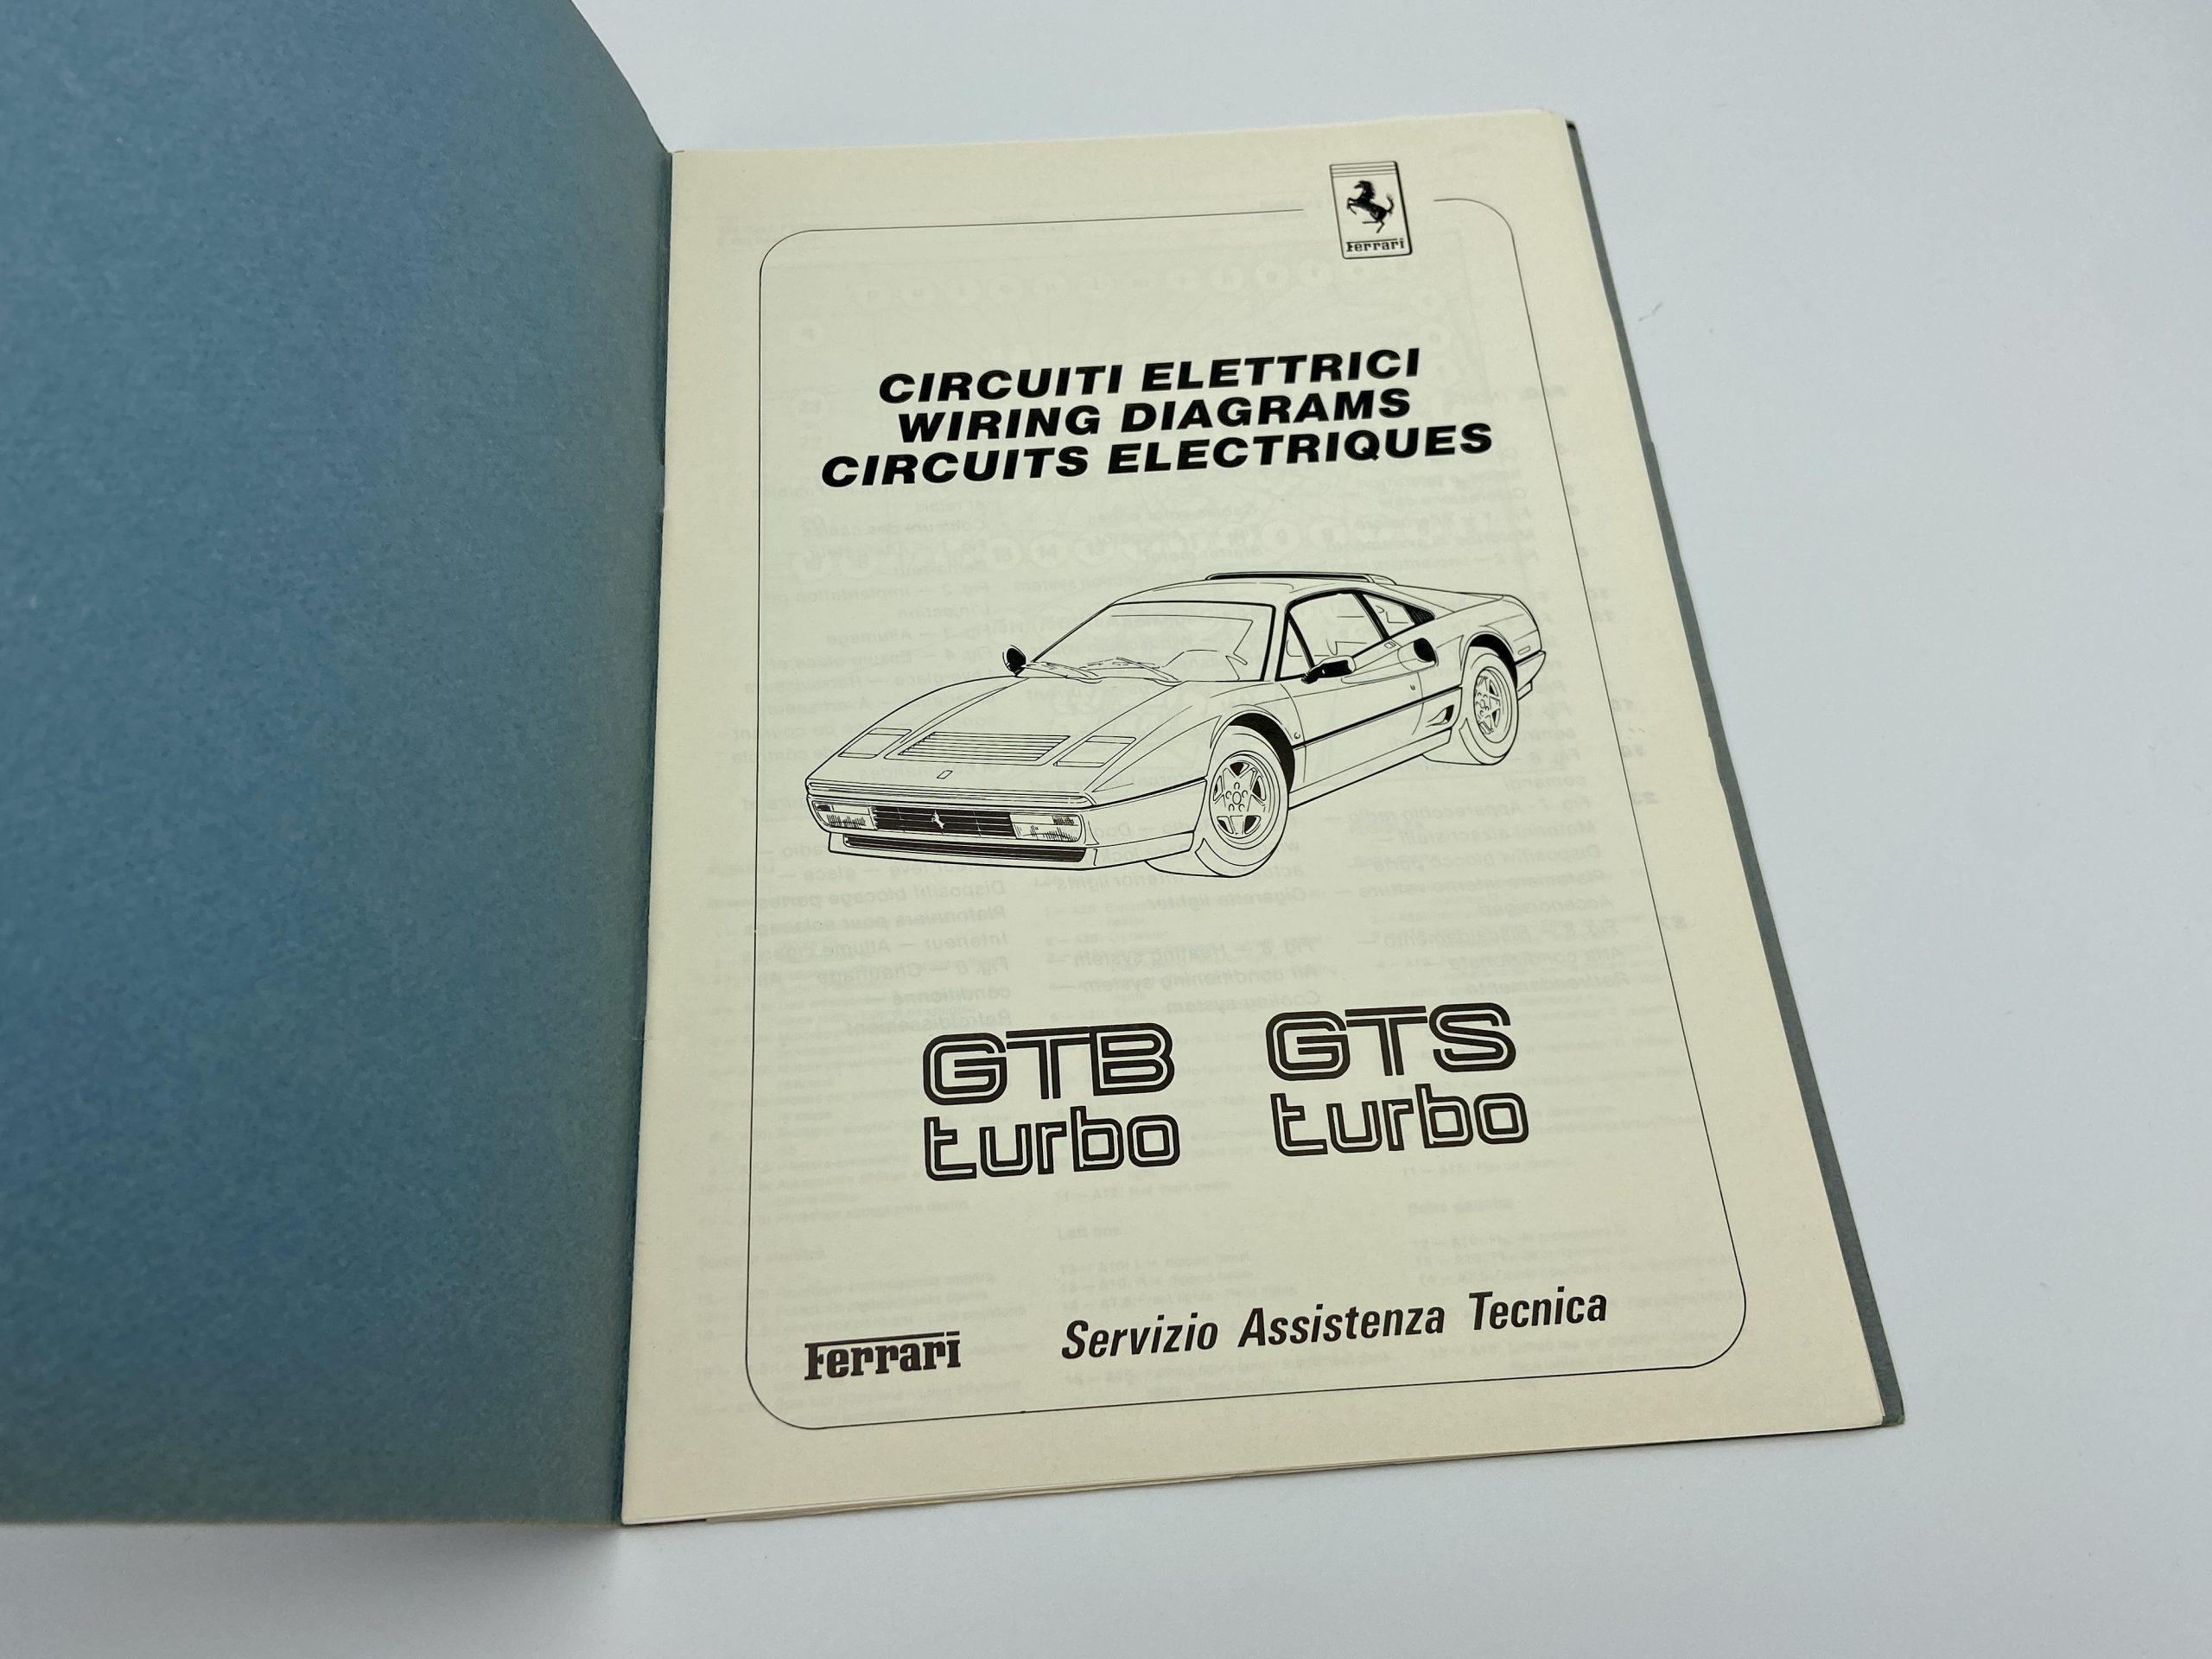 Ferrari
CIRCUITI ELETTRICI
WIRING DIAGRAMS
CIRCUITS ELECTRIQUES
GTB
turbo
GTS
turbo
Ferrari
Servizio Assistenza Tecnica